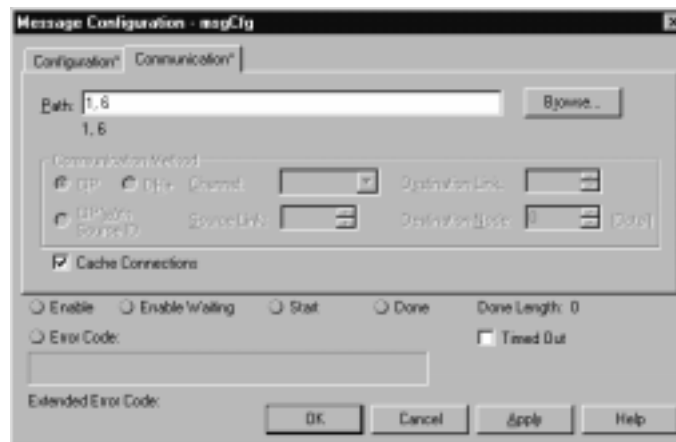 Message Configuration - msgCfg
Configuration* Communication*
Path: 1, 6 Browse...
1, 6
Communication Method
CIP DH+ Channel: Destination Link:
CIP With Source ID Source Link: Destination Node: 0 (Octal)
Cache Connections
Enable Enable Waiting Start Done Done Length: 0
Error Code: Timed Out
Extended Error Code:
OK Cancel Apply Help